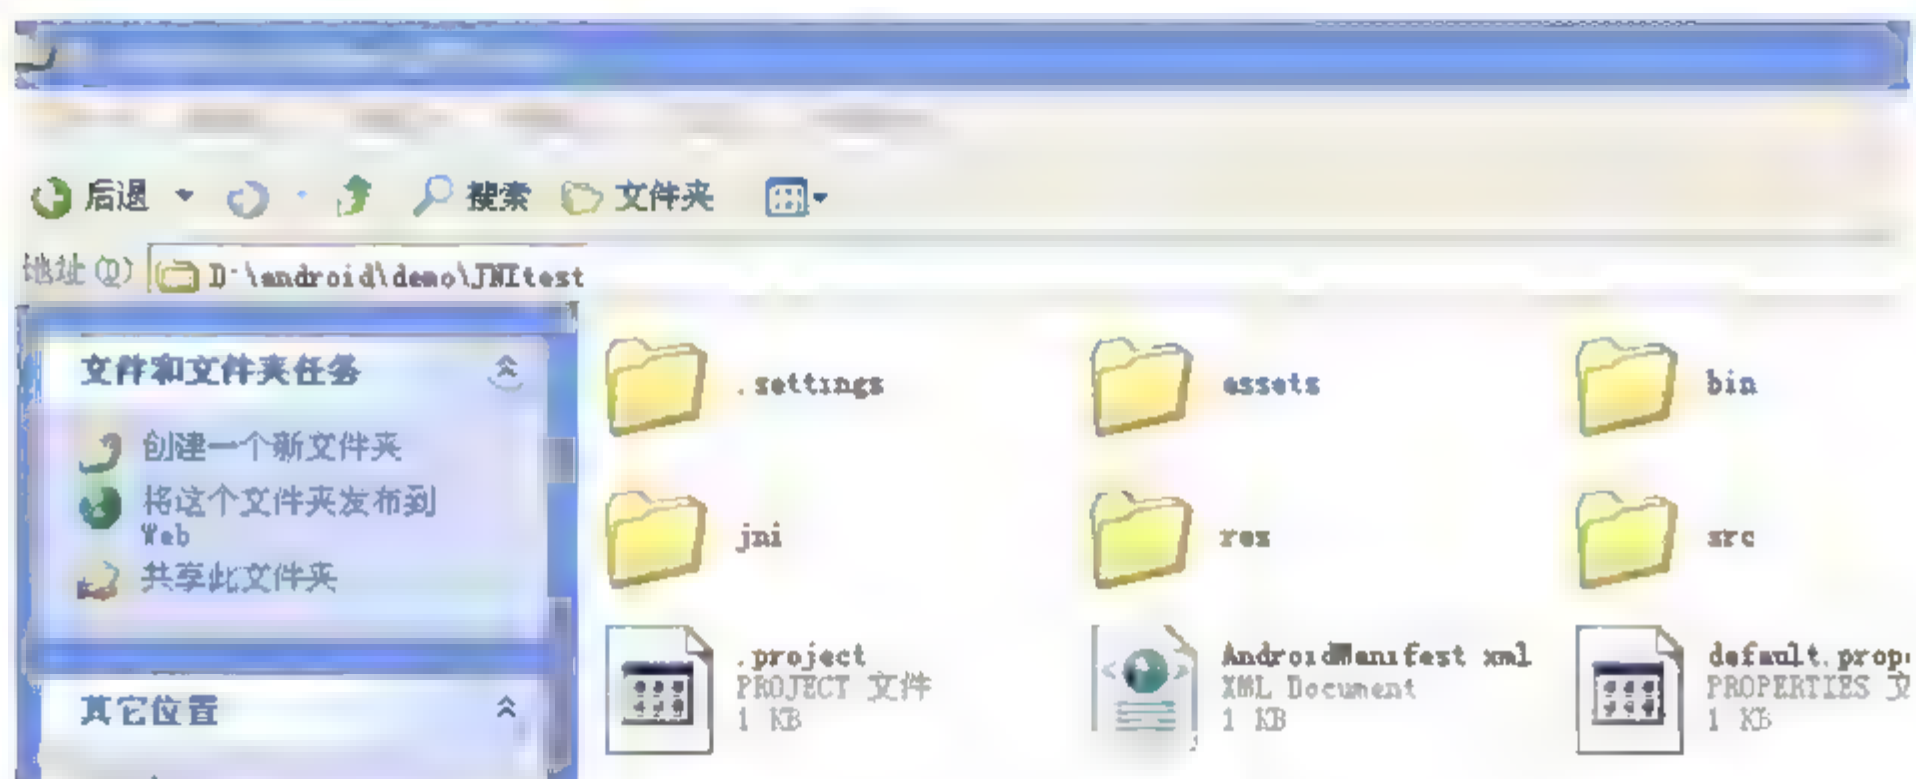 后退 搜索 文件夹
地址(D) D:\android\demo\JNItest
文件和文件夹任务
创建一个新文件夹
将这个文件夹发布到
Web
共享此文件夹
其它位置
.settings assets bin
jni res src
.project AndroidManifest.xml default.prop
PROJECT 文件 XML Document PROPERTIES 文
1 KB 1 KB 1 KB